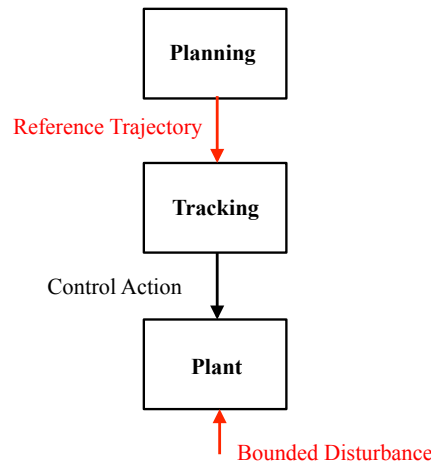 Planning
Reference Trajectory
Tracking
Control Action
Plant
Bounded Disturbance